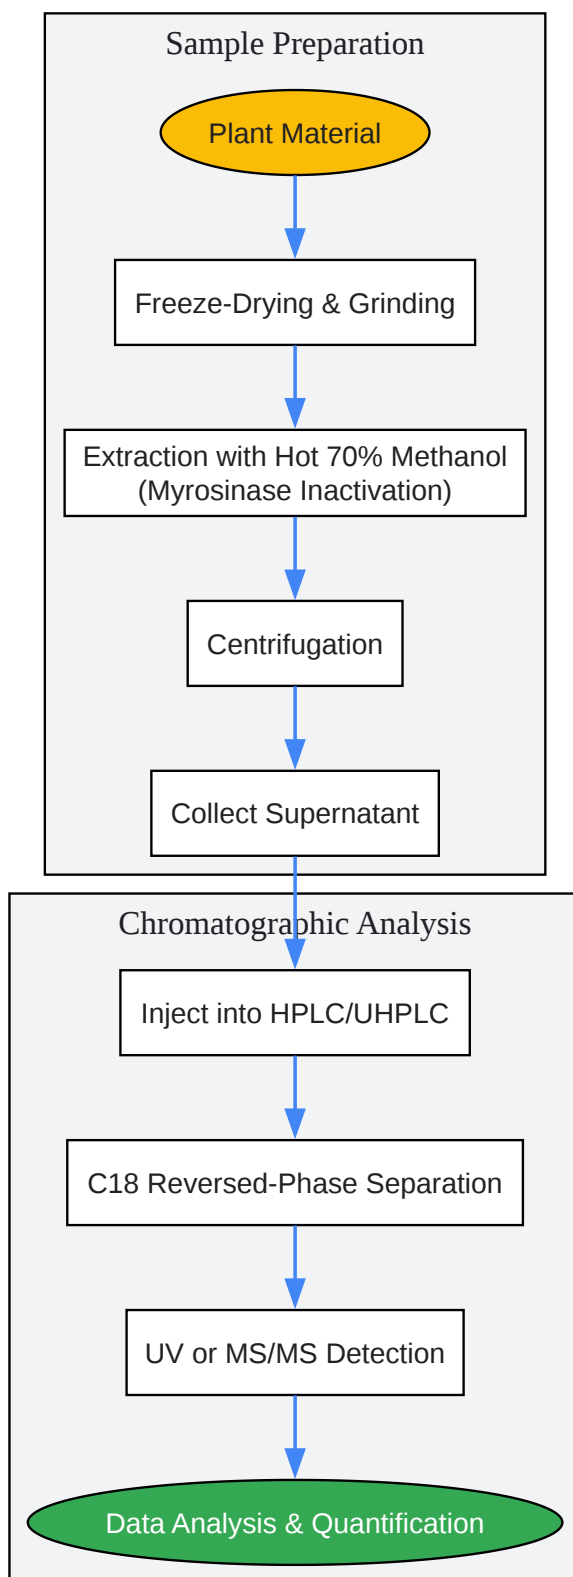 Sample Preparation
Plant Material
Freeze-Drying & Grinding
Extraction with Hot 70% Methanol
(Myrosinase Inactivation)
Centrifugation
Collect Supernatant
Chromatographic Analysis
Inject into HPLC/UHPLC
C18 Reversed-Phase Separation
UV or MS/MS Detection
Data Analysis & Quantification